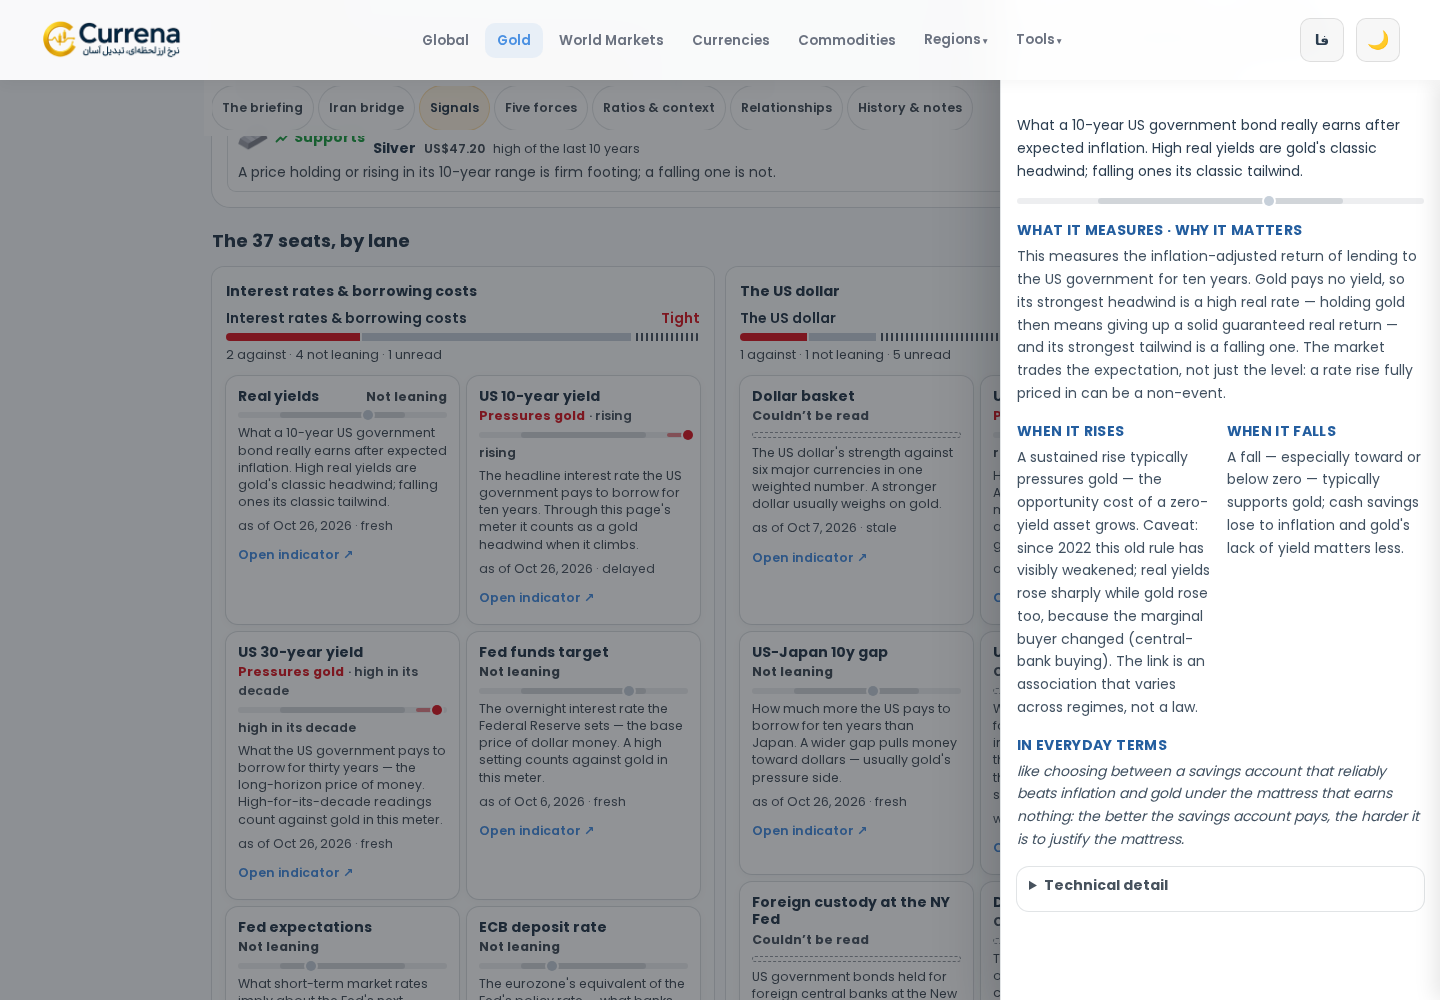 Currena
نرخ ارز لحظه‌ای، تبدیل آسان
Global
Gold
World Markets
Currencies
Commodities
Regions ▾
Tools ▾
فا
The briefing
Iran bridge
Signals
Five forces
Ratios & context
Relationships
History & notes
Supports
Silver US$47.20 high of the last 10 years
A price holding or rising in its 10-year range is firm footing; a falling one is not.
The 37 seats, by lane
Interest rates & borrowing costs
Interest rates & borrowing costs Tight
2 against · 4 not leaning · 1 unread
Real yields Not leaning
What a 10-year US government
bond really earns after expected
inflation. High real yields are
gold's classic headwind; falling
ones its classic tailwind.
as of Oct 26, 2026 · fresh
Open indicator ↗
US 10-year yield
Pressures gold · rising
rising
The headline interest rate the US
government pays to borrow for
ten years. Through this page's
meter it counts as a gold
headwind when it climbs.
as of Oct 26, 2026 · delayed
Open indicator ↗
US 30-year yield
Pressures gold · high in its
decade
high in its decade
What the US government pays to
borrow for thirty years — the
long-horizon price of money.
High-for-its-decade readings
count against gold in this meter.
as of Oct 26, 2026 · fresh
Open indicator ↗
Fed funds target
Not leaning
The overnight interest rate the
Federal Reserve sets — the base
price of dollar money. A high
setting counts against gold in
this meter.
as of Oct 6, 2026 · fresh
Open indicator ↗
Fed expectations
Not leaning
What short-term market rates
imply about the Fed's next
ECB deposit rate
Not leaning
The eurozone's equivalent of the
Fed's policy rate — what banks
The US dollar
The US dollar
1 against · 1 not leaning · 5 unread
Dollar basket
Couldn't be read
The US dollar's strength against
six major currencies in one
weighted number. A stronger
dollar usually weighs on gold.
as of Oct 7, 2026 · stale
Open indicator ↗
US-Japan 10y gap
Not leaning
How much more the US pays to
borrow for ten years than
Japan. A wider gap pulls money
toward dollars — usually gold's
pressure side.
as of Oct 26, 2026 · fresh
Open indicator ↗
Foreign custody at the NY
Fed
Couldn't be read
US government bonds held for
foreign central banks at the New
What a 10-year US government bond really earns after
expected inflation. High real yields are gold's classic
headwind; falling ones its classic tailwind.
WHAT IT MEASURES · WHY IT MATTERS
This measures the inflation-adjusted return of lending to
the US government for ten years. Gold pays no yield, so
its strongest headwind is a high real rate — holding gold
then means giving up a solid guaranteed real return —
and its strongest tailwind is a falling one. The market
trades the expectation, not just the level: a rate rise fully
priced in can be a non-event.
WHEN IT RISES
A sustained rise typically
pressures gold — the
opportunity cost of a zero-
yield asset grows. Caveat:
since 2022 this old rule has
visibly weakened; real yields
rose sharply while gold rose
too, because the marginal
buyer changed (central-
bank buying). The link is an
association that varies
across regimes, not a law.
WHEN IT FALLS
A fall — especially toward or
below zero — typically
supports gold; cash savings
lose to inflation and gold's
lack of yield matters less.
IN EVERYDAY TERMS
like choosing between a savings account that reliably
beats inflation and gold under the mattress that earns
nothing: the better the savings account pays, the harder it
is to justify the mattress.
Technical detail